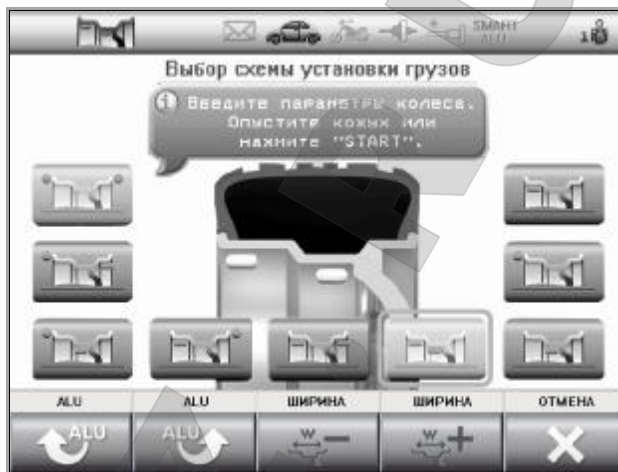 SMART
ALU
1
Выбор схемы установки грузов
Введите параметры колеса.
Опустите кожух или
нажмите "START".
ALU
ALU
ШИРИНА
ШИРИНА
ОТМЕНА
ALU
ALU
W
W